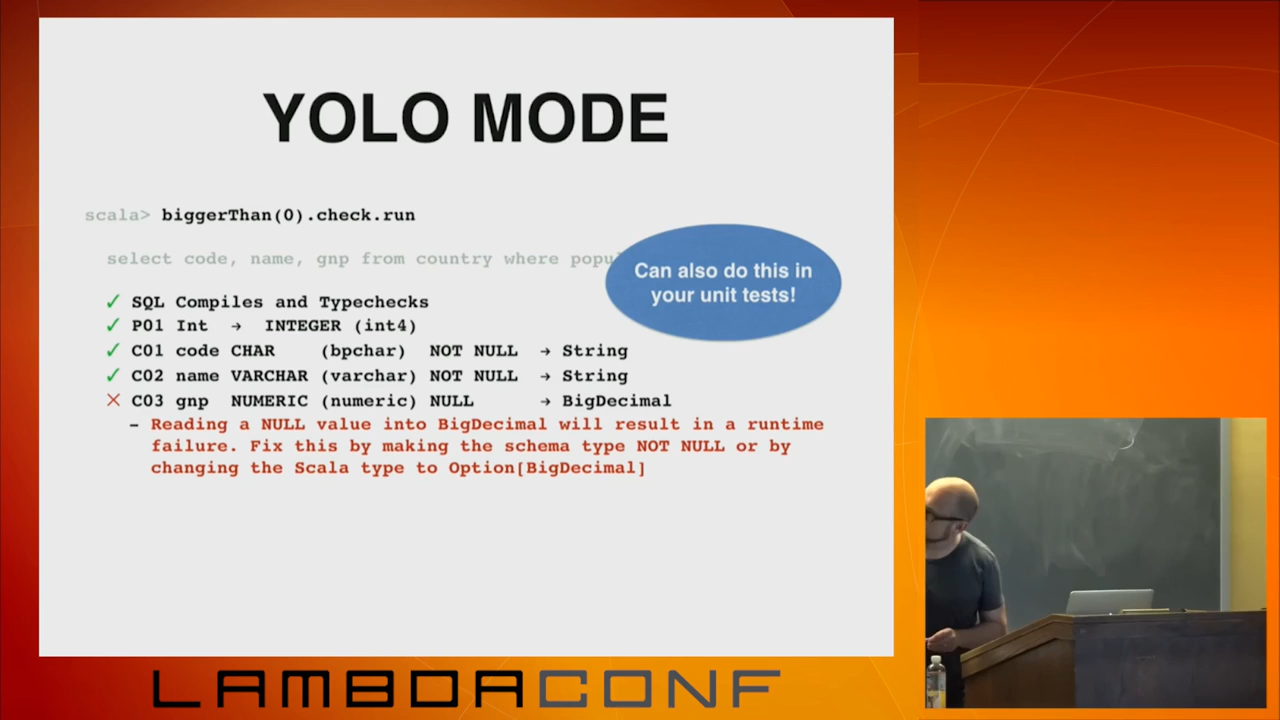 YOLO MODE
scala> biggerThan(0).check.run
select code, name, gnp from country where
Can also do this in
your unit tests!
✓ SQL Compiles and Typechecks
✓ P01 Int → INTEGER (int4)
✓ C01 code CHAR (bpchar) NOT NULL → String
✓ C02 name VARCHAR (varchar) NOT NULL → String
✕ C03 gnp NUMERIC (numeric) NULL → BigDecimal
– Reading a NULL value into BigDecimal will result in a runtime
failure. Fix this by making the schema type NOT NULL or by
changing the Scala type to Option[BigDecimal]
LAMBDACONF